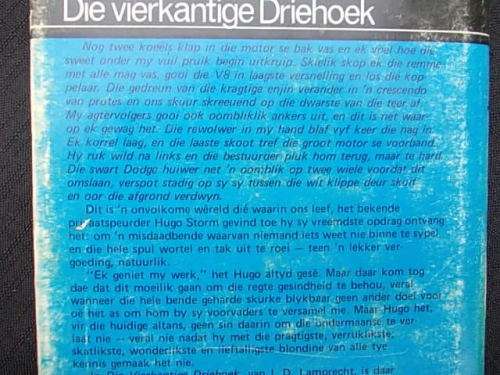 Die vierkantige Driehoek
Nog twee koeëls klap in die motor se bak vas en ek voel hoe die
sweet onder my vuil pruik begin uitkruip. Skielik skop ek die remme
met alle mag vas, gooi die V8 in laagste versnelling en los die kop
pelaar. Die gedreun van die kragtige enjin verander in 'n crescendo
van protes en ons skuur skreeuend op die dwarste van die teer af.
My agtervolgers gooi ook oombliklik ankers uit, en dit is net waar-
op ek gewag het. Die rewolwer in my hand blaf vyf keer die nag in.
Ek korrel laag, en die laaste skoot tref die groot motor se voorband.
Hy ruk wild na links en die bestuurder pluk hom terug, maar te hard.
Die swart Dodge huiwer net 'n oomblik op twee wiele voordat dit
omslaan, verspot stadig op sy sy tussen die wit klippe deur skuif
en oor die afgrond verdwyn.
Dit is 'n onvolkome wêreld dié waarin ons leef, het die bekende
privaatspeurder Hugo Storm gevind toe hy sy vreemdste opdrag ontvang
het: om 'n misdaadbende waarvan niemand iets weet nie binne te sypel
en die hele spul wortel en tak uit te roei — teen 'n lekker ver-
goeding, natuurlik.
"Ek geniet my werk," het Hugo altyd gesê. Maar daar kom tog
dae dat dit moeilik gaan om die regte gesindheid te behou, veral
wanneer die hele bende geharde skurke blykbaar geen ander doel voor
oë het as om hom by sy voorvaders te versamel nie. Maar Hugo het,
vir die huidige altans, geen sin daarin om die ondermaanse te ver-
laat nie — veral nie nadat hy met die pragtigste, verruklikste,
skatlikste, wonderlikste en lieftalligste blondine van alle tye
kennis gemaak het nie.
In Die Vierkantige Driehoek, van L.D. Lamprecht, is daar